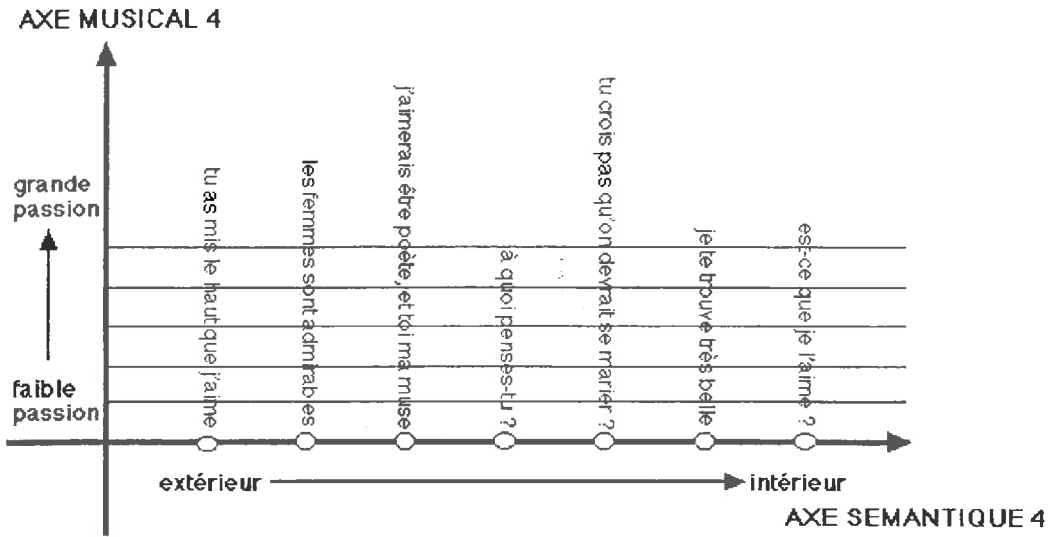 AXE MUSICAL 4
grande
passion
faible
passion
tu as mis le haut que j'aime
les femmes sont admirables
j'aimerais être poète, et toi ma muse
à quoi penses-tu ?
tu crois pas qu'on devrait se marier ?
je te trouve très belle
est-ce que je l'aime ?
extérieur
intérieur
AXE SEMANTIQUE 4